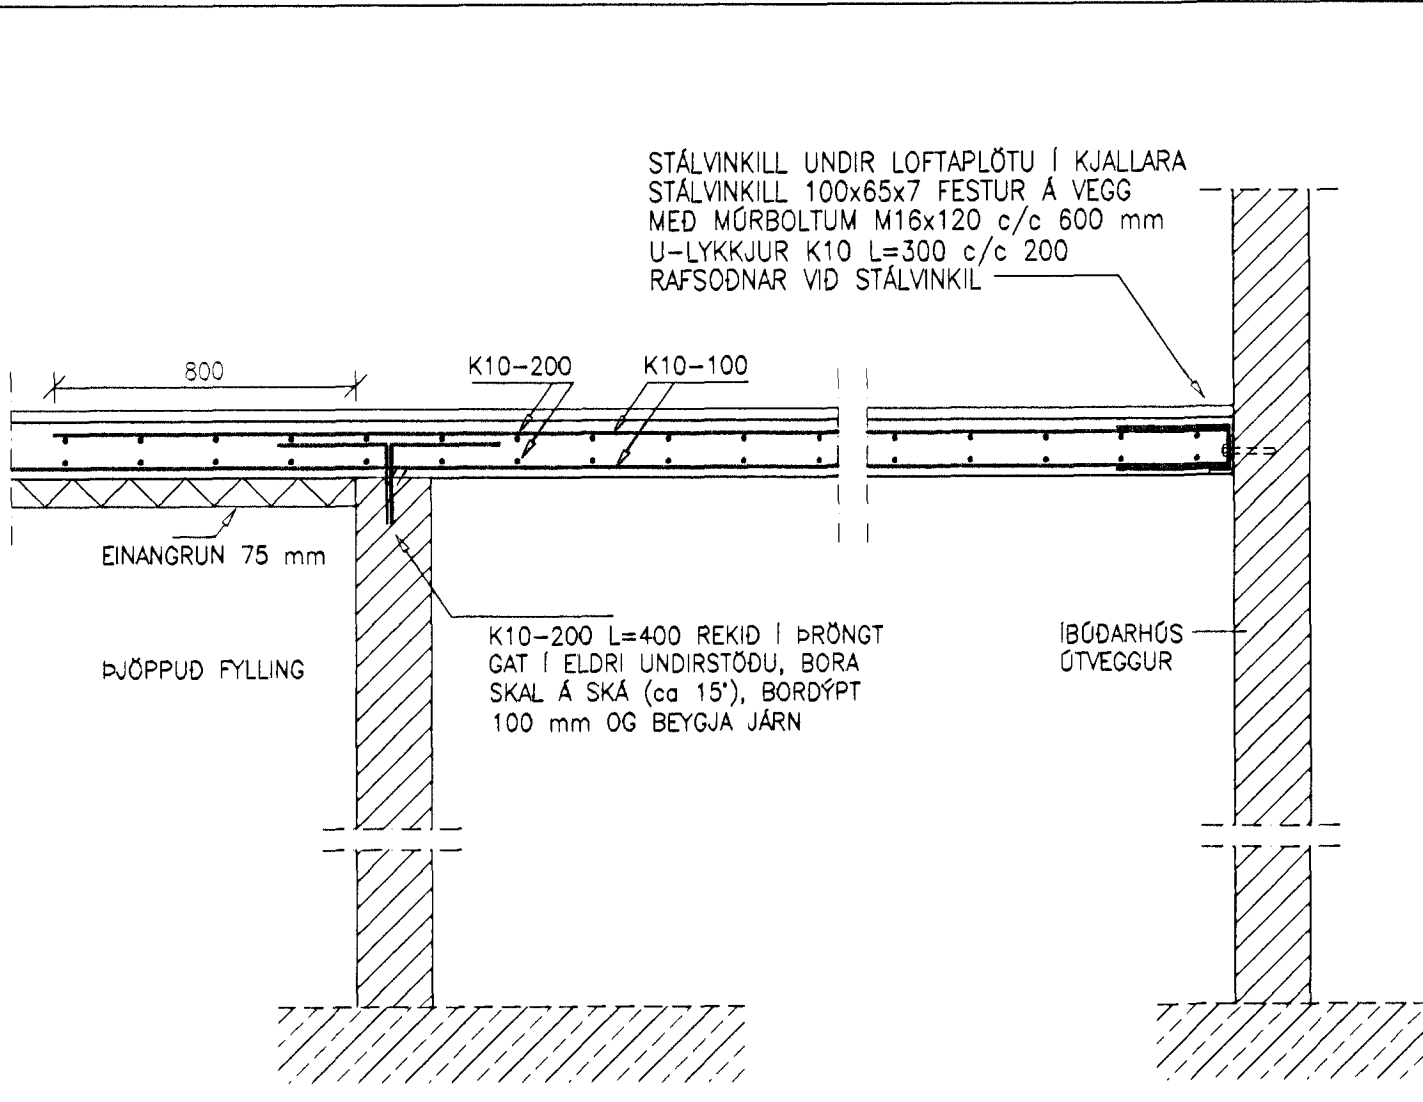 STÁLVINKILL UNDIR LOFTAPLÖTU Í KJALLARA
STÁLVINKILL 100x65x7 FESTUR Á VEGG
MEÐ MÚRBOLTUM M16x120 c/c 600 mm
U-LYKKJUR K10 L=300 c/c 200
RAFSOÐNAR VIÐ STÁLVINKIL
800
K10-200
K10-100
EINANGRUN 75 mm
K10-200 L=400 REKIÐ Í ÞRÖNGT
GAT Í ELDRI UNDIRSTÖÐU, BORA
SKAL Á SKÁ (ca 15°), BORDÝPT
100 mm OG BEYGJA JÁRN
ÍBÚÐARHÚS
ÚTVEGGUR
ÞJÖPPUÐ FYLLING